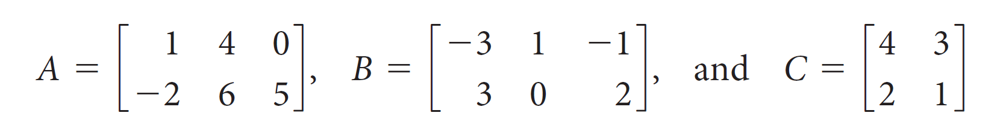 A = [1 4 0; −2 6 5], B = [−3 1 −1; 3 0 2], and C = [4 3; 2 1]